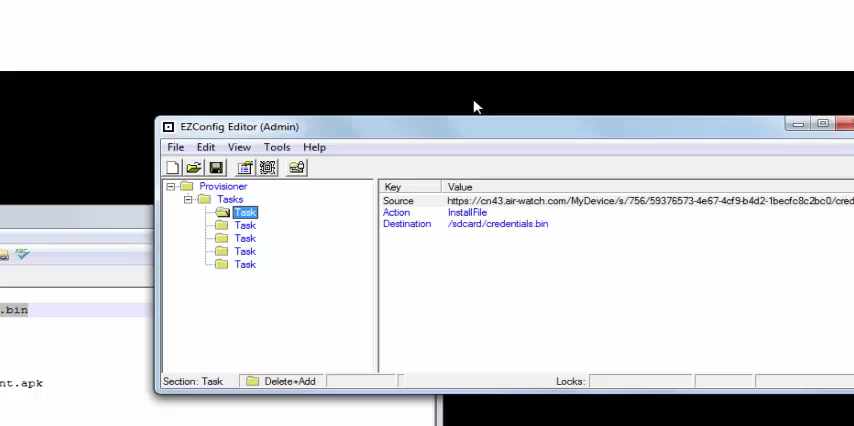 EZConfig Editor (Admin)
File Edit View Tools Help
Provisioner
Tasks
Task
Task
Task
Task
Task
Key Value
Source https://cn43.air-watch.com/MyDevice/s/756/59376573-4e67-4cf9-b4d2-1becfc8c2bc0/cred
Action InstallFile
Destination /sdcard/credentials.bin
ABC
.bin
nt.apk
Section: Task Delete+Add Locks: